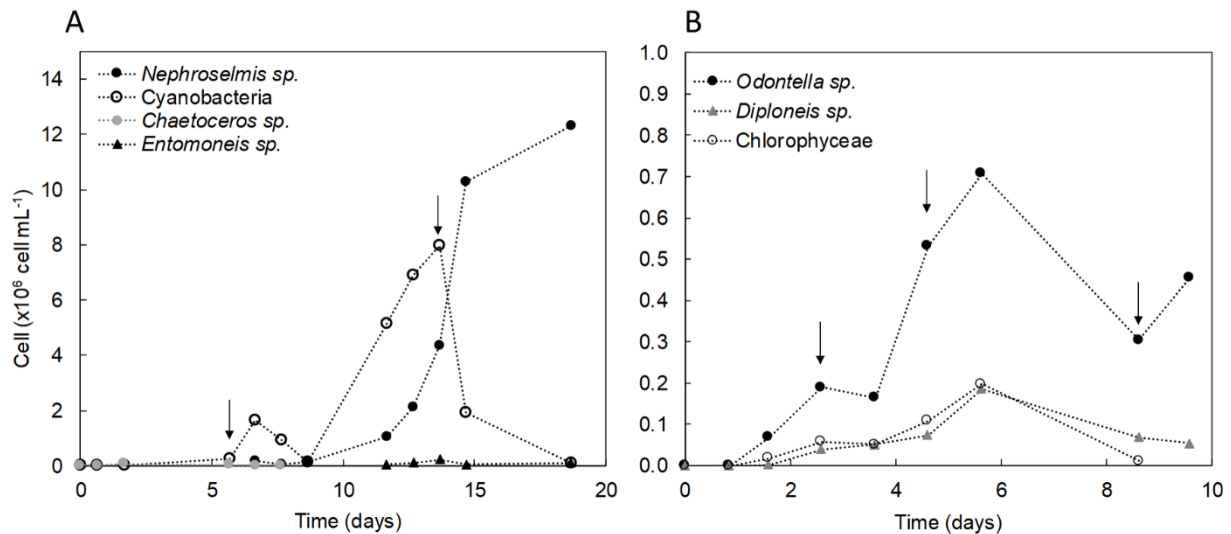 A
14
12
10
8
6
4
2
0
Cell (x10⁶ cell mL⁻¹)
Nephroselmis sp.
Cyanobacteria
Chaetoceros sp.
Entomoneis sp.
0 5 10 15 20
Time (days)
B
1.0
0.9
0.8
0.7
0.6
0.5
0.4
0.3
0.2
0.1
0.0
Odontella sp.
Diploneis sp.
Chlorophyceae
0 2 4 6 8 10
Time (days)